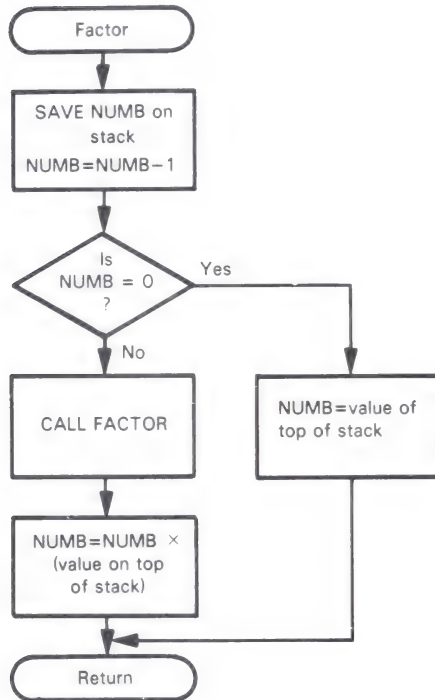 Factor
SAVE NUMB on
stack
NUMB=NUMB−1
Is
NUMB = 0
?
Yes
No
CALL FACTOR
NUMB=value of
top of stack
NUMB=NUMB ×
(value on top
of stack)
Return